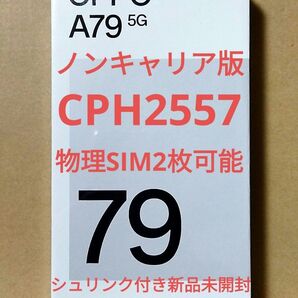 OPPO
A79 5G
ノンキャリア版
CPH2557
物理SIM2枚可能
79
シュリンク付き新品未開封